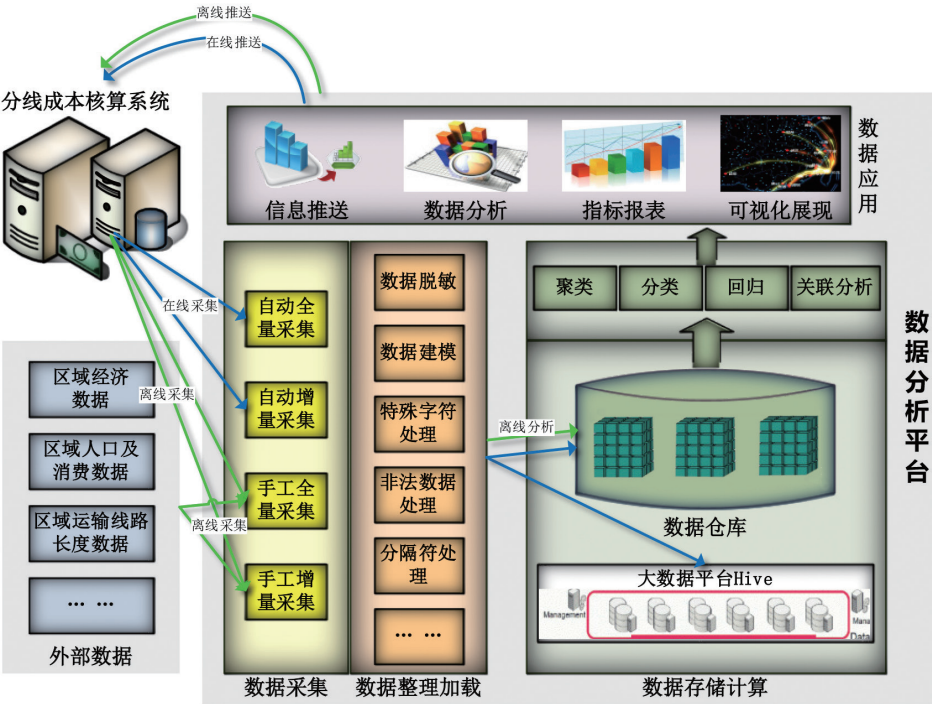 离线推送
在线推送
分线成本核算系统
信息推送
数据分析
指标报表
可视化展现
数据应用
在线采集
离线采集
离线采集
区域经济
数据
区域人口及
消费数据
区域运输线路
长度数据
... ...
外部数据
自动全
量采集
自动增
量采集
手工全
量采集
手工增
量采集
数据采集
数据脱敏
数据建模
特殊字符
处理
非法数据
处理
分隔符处
理
... ...
数据整理加载
离线分析
聚类
分类
回归
关联分析
数据仓库
大数据平台Hive
Management
Mana
Data
数据存储计算
数据分析平台